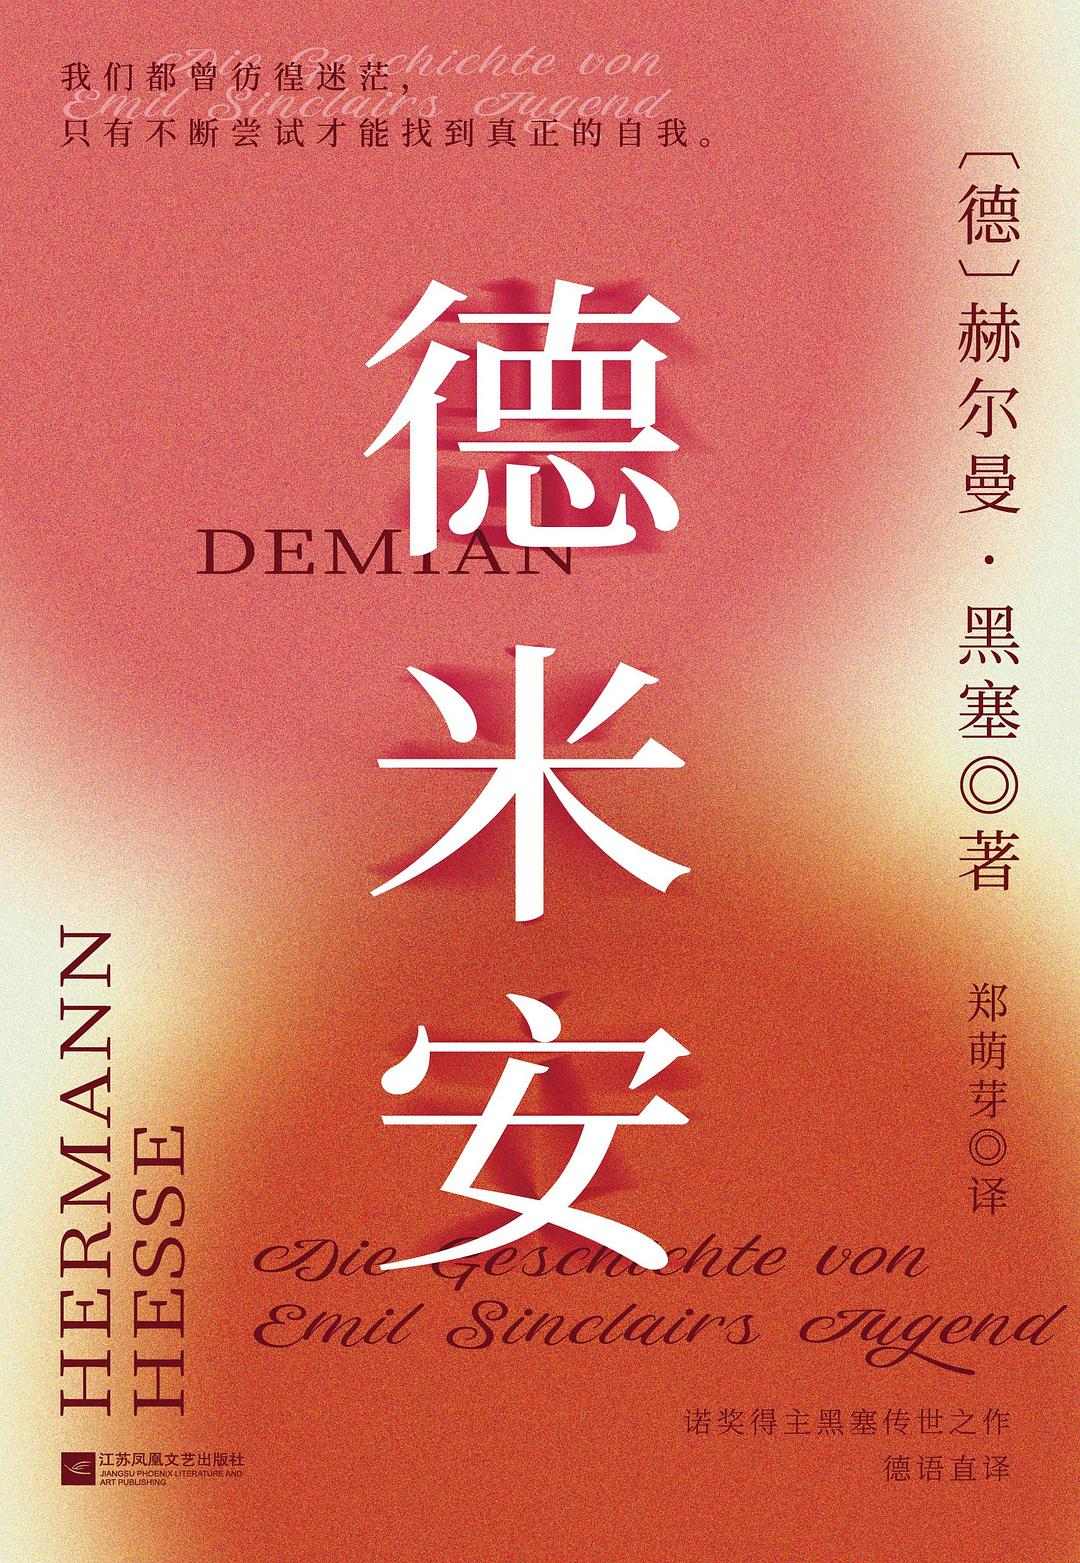 Die Geschichte von
Emil Sinclairs Jugend
我们都曾彷徨迷茫，
只有不断尝试才能找到真正的自我。
〔德〕赫尔曼·黑塞◎著
郑萌芽◎译
德米安
DEMIAN
HERMANN
HESSE
Die Geschichte von
Emil Sinclairs Jugend
诺奖得主黑塞传世之作
德语直译
江苏凤凰文艺出版社
JIANGSU PHOENIX LITERATURE AND
ART PUBLISHING